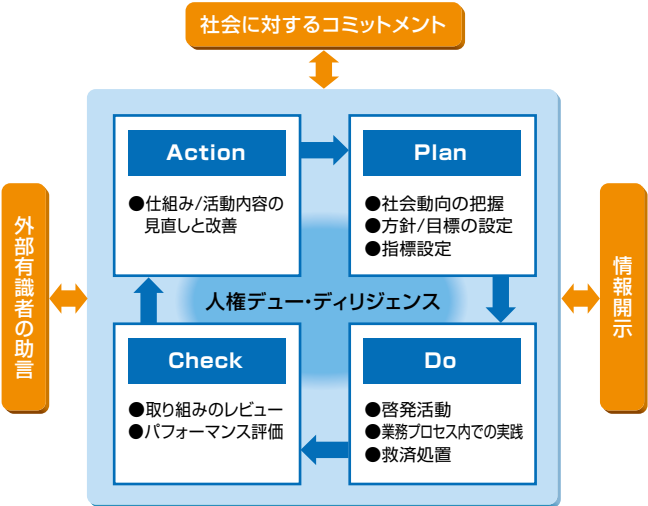 社会に対するコミットメント
Action
●仕組み/活動内容の
見直しと改善
Plan
●社会動向の把握
●方針/目標の設定
●指標設定
外部有識者の助言
人権デュー・ディリジェンス
情報開示
Check
●取り組みのレビュー
●パフォーマンス評価
Do
●啓発活動
●業務プロセス内での実践
●救済処置